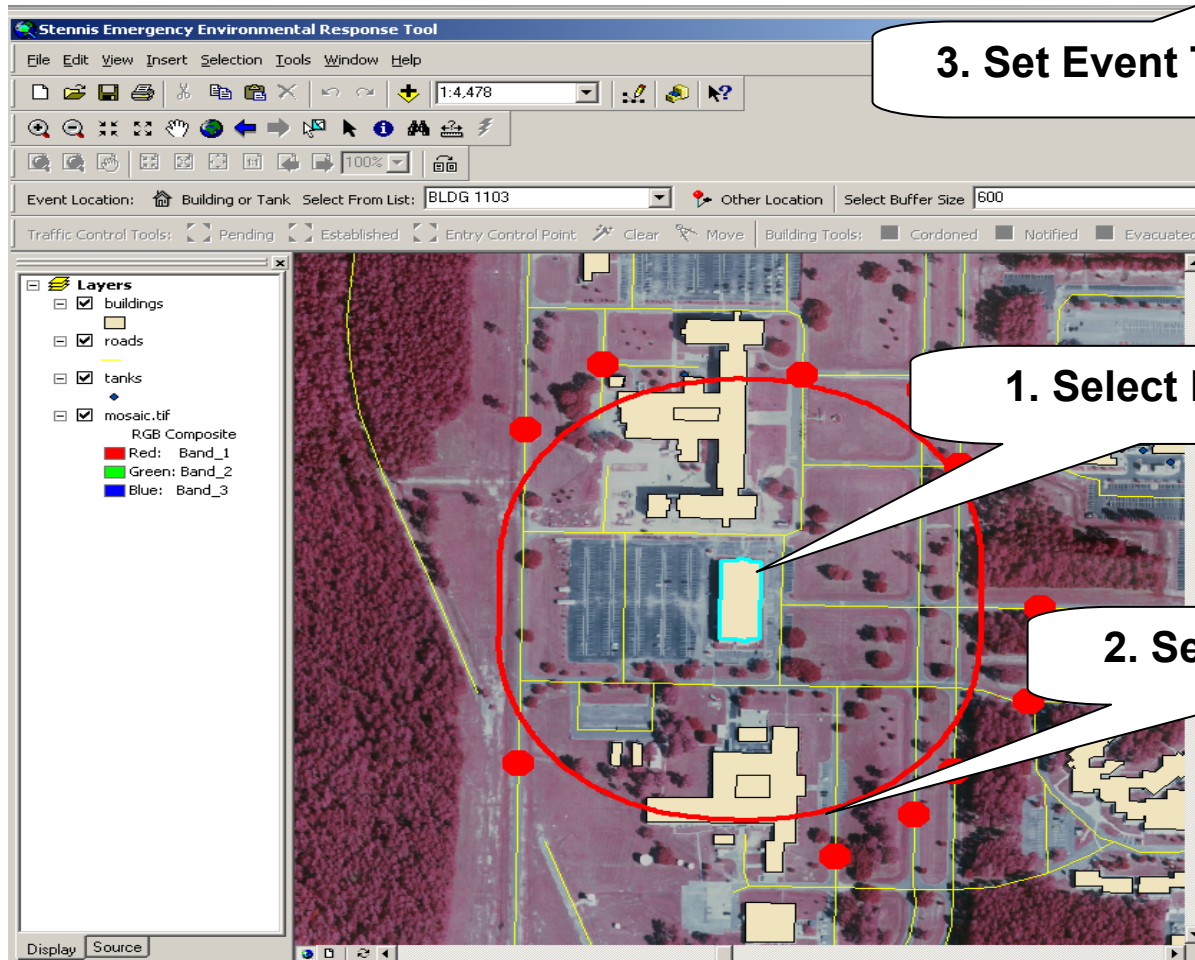 Stennis Emergency Environmental Response Tool
3. Set Event
File Edit View Insert Selection Tools Window Help
1:4,478
100%
Event Location: Building or Tank Select From List: BLDG 1103 Other Location Select Buffer Size 600
Traffic Control Tools: Pending Established Entry Control Point Clear Move Building Tools: Cordoned Notified Evacuated
Layers
buildings
roads
tanks
mosaic.tif
RGB Composite
Red: Band_1
Green: Band_2
Blue: Band_3
1. Select
2. Se
Display Source